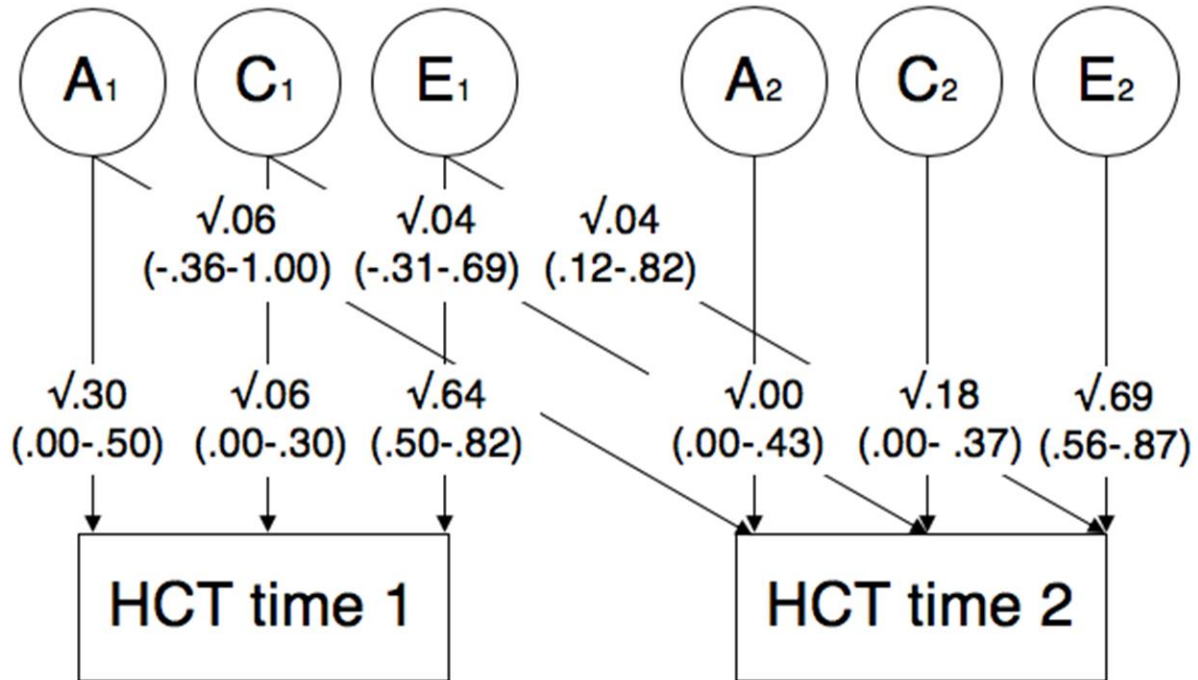 A1 C1 E1 A2 C2 E2
√.06 √.04 √.04
(-.36-1.00) (-.31-.69) (.12-.82)
√.30 √.06 √.64 √.00 √.18 √.69
(.00-.50) (.00-.30) (.50-.82) (.00-.43) (.00- .37) (.56-.87)
HCT time 1 HCT time 2